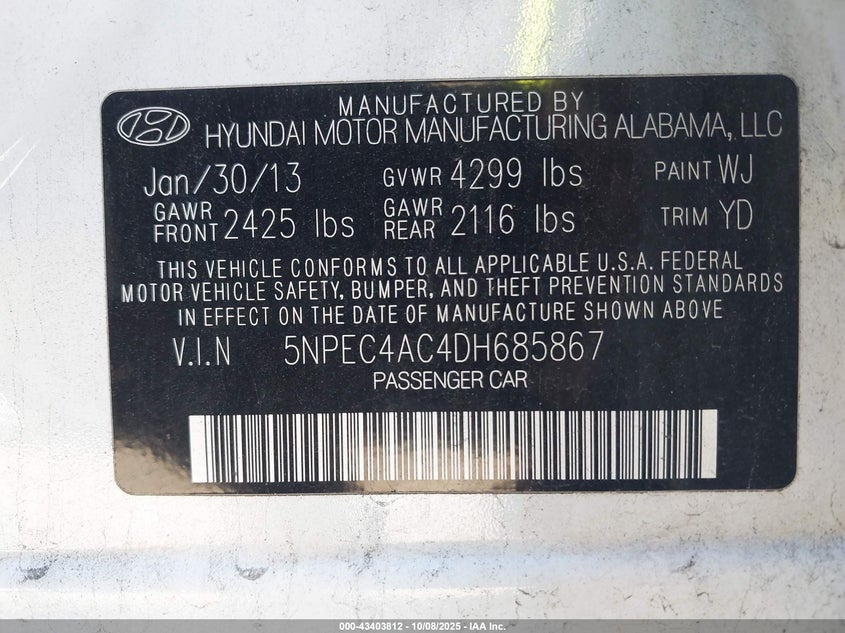 MANUFACTURED BY
HYUNDAI MOTOR MANUFACTURING ALABAMA, LLC
Jan/30/13 GVWR 4299 lbs PAINT WJ
GAWR FRONT 2425 lbs GAWR REAR 2116 lbs TRIM YD
THIS VEHICLE CONFORMS TO ALL APPLICABLE U.S.A. FEDERAL
MOTOR VEHICLE SAFETY, BUMPER, AND THEFT PREVENTION STANDARDS
IN EFFECT ON THE DATE OF MANUFACTURE SHOWN ABOVE
V.I.N 5NPEC4AC4DH685867
PASSENGER CAR
000-43403812 - 10/08/2025 - IAA Inc.